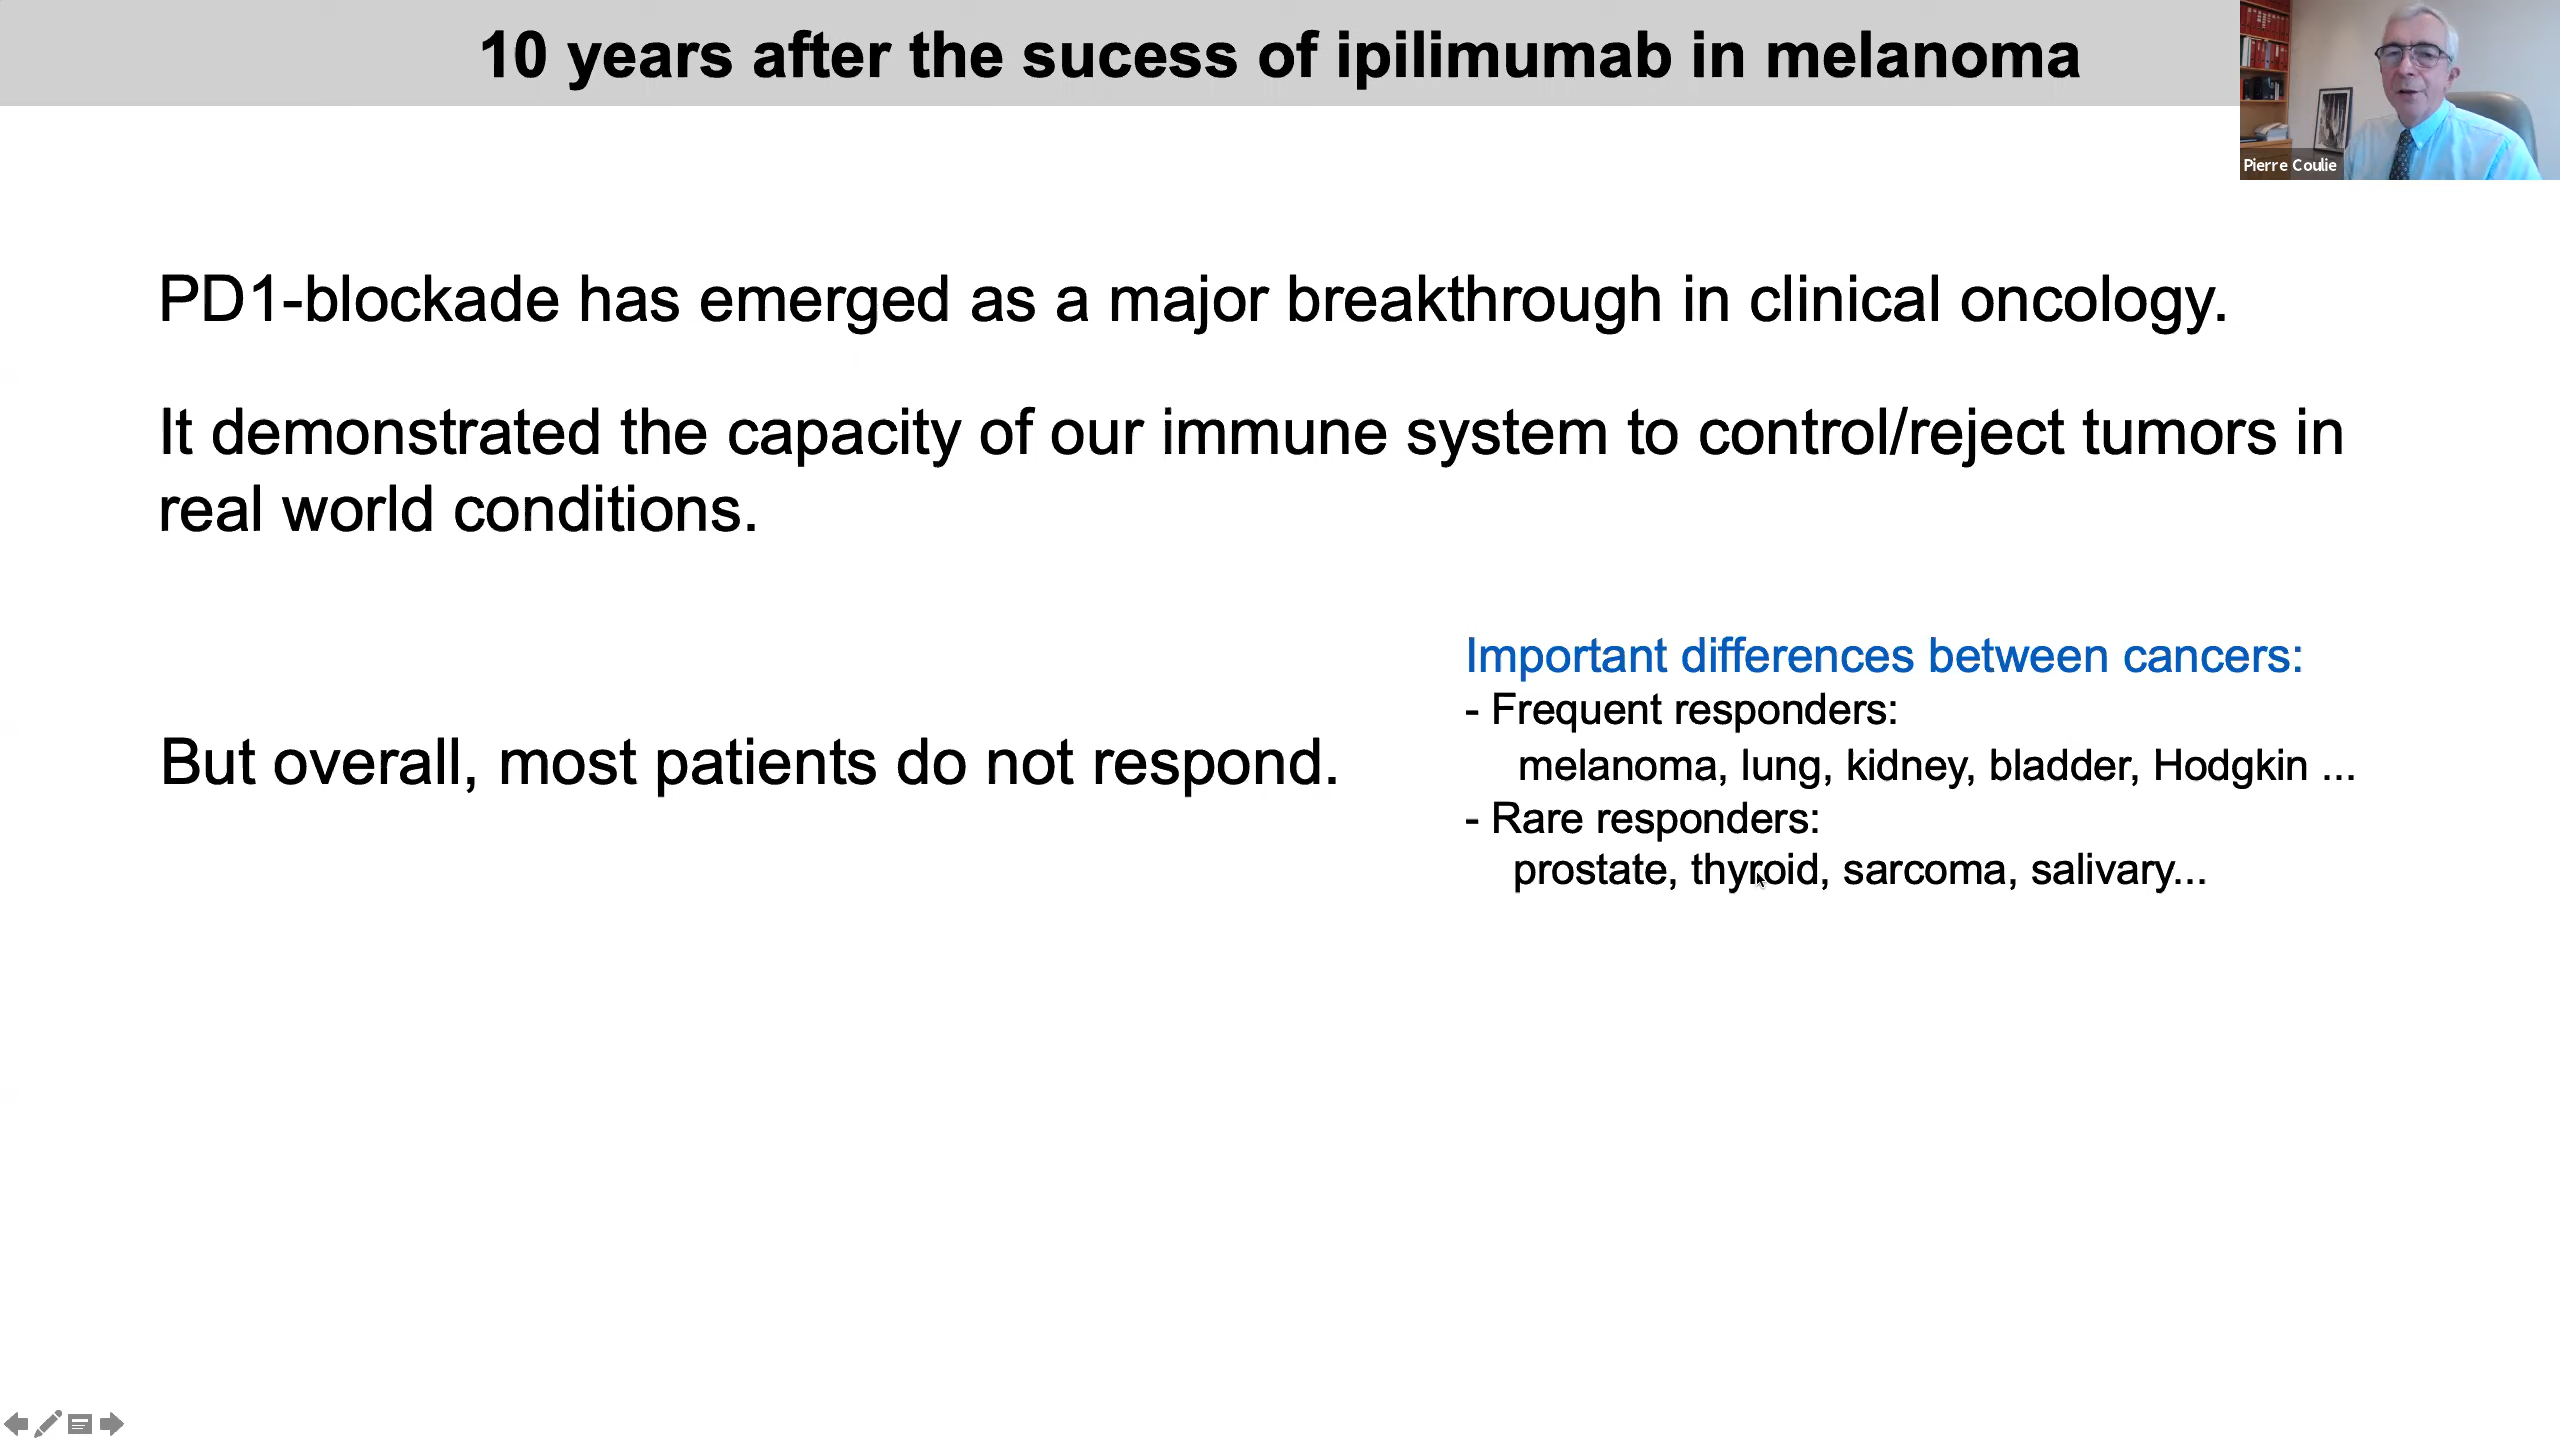 10 years after the sucess of ipilimumab in melanoma
Pierre Coulie
PD1-blockade has emerged as a major breakthrough in clinical oncology.
It demonstrated the capacity of our immune system to control/reject tumors in
real world conditions.
But overall, most patients do not respond.
Important differences between cancers:
- Frequent responders:
melanoma, lung, kidney, bladder, Hodgkin ...
- Rare responders:
prostate, thyroid, sarcoma, salivary...